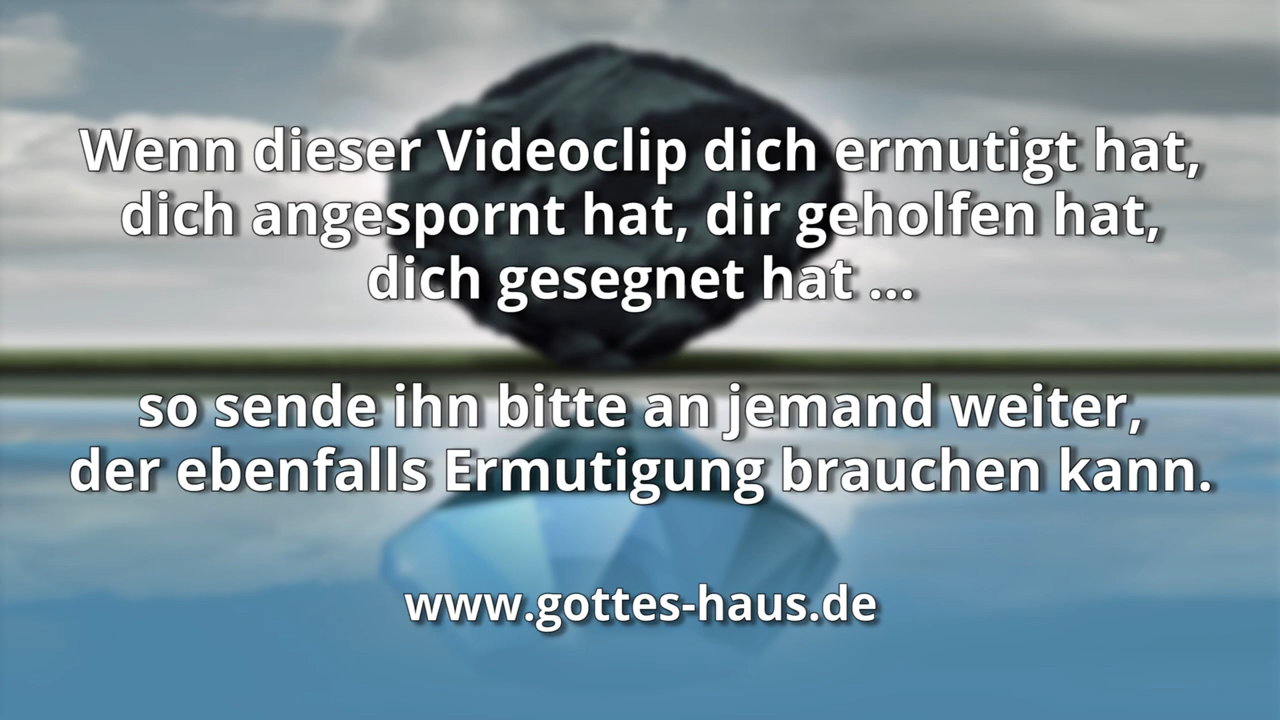 Wenn dieser Videoclip dich ermutigt hat,
dich angespornt hat, dir geholfen hat,
dich gesegnet hat ...
so sende ihn bitte an jemand weiter,
der ebenfalls Ermutigung brauchen kann.
www.gottes-haus.de